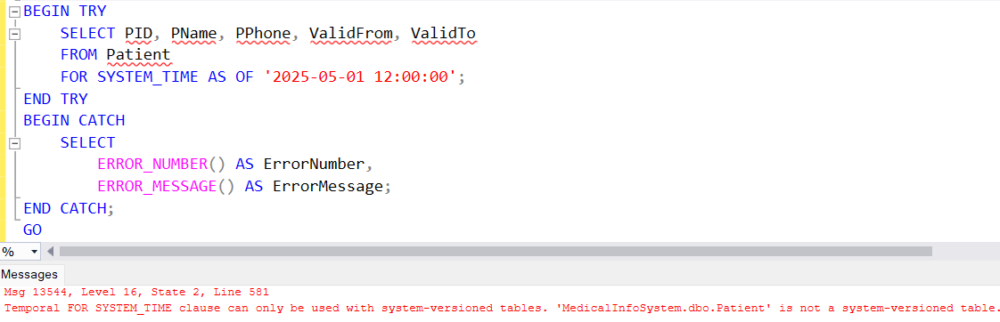 BEGIN TRY
SELECT PID, PName, PPhone, ValidFrom, ValidTo
FROM Patient
FOR SYSTEM_TIME AS OF '2025-05-01 12:00:00';
END TRY
BEGIN CATCH
SELECT
ERROR_NUMBER() AS ErrorNumber,
ERROR_MESSAGE() AS ErrorMessage;
END CATCH;
GO
%
Messages
Msg 13544, Level 16, State 2, Line 581
Temporal FOR SYSTEM_TIME clause can only be used with system-versioned tables. 'MedicalInfoSystem.dbo.Patient' is not a system-versioned table.